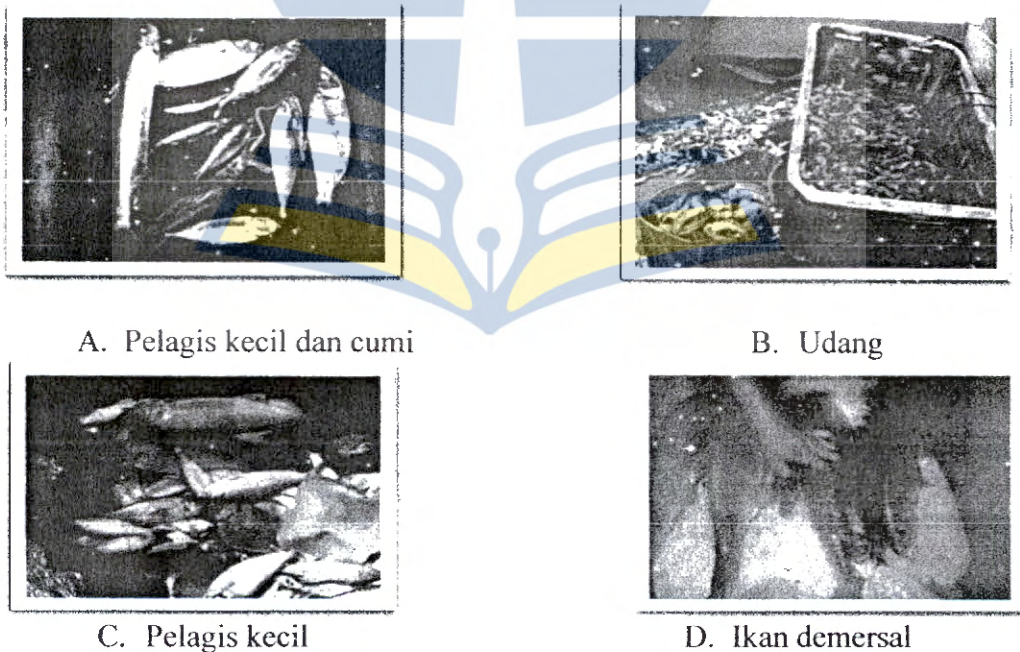 A. Pelagis kecil dan cumi
B. Udang
C. Pelagis kecil
D. Ikan demersal